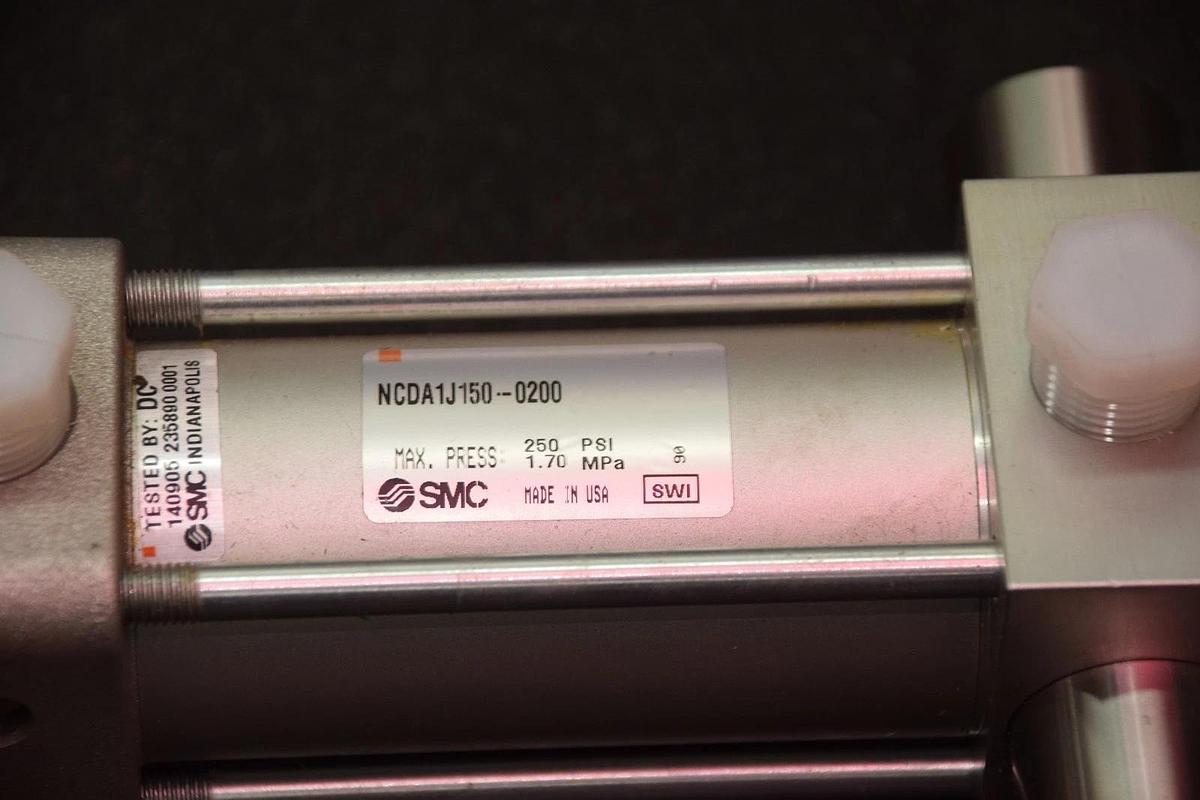 TESTED BY: DC
140905 235890 0001
SMC INDIANAPOLIS
NCDA1J150--0200
MAX. PRESS: 250 PSI
1.70 MPa
90
SMC MADE IN USA SWI